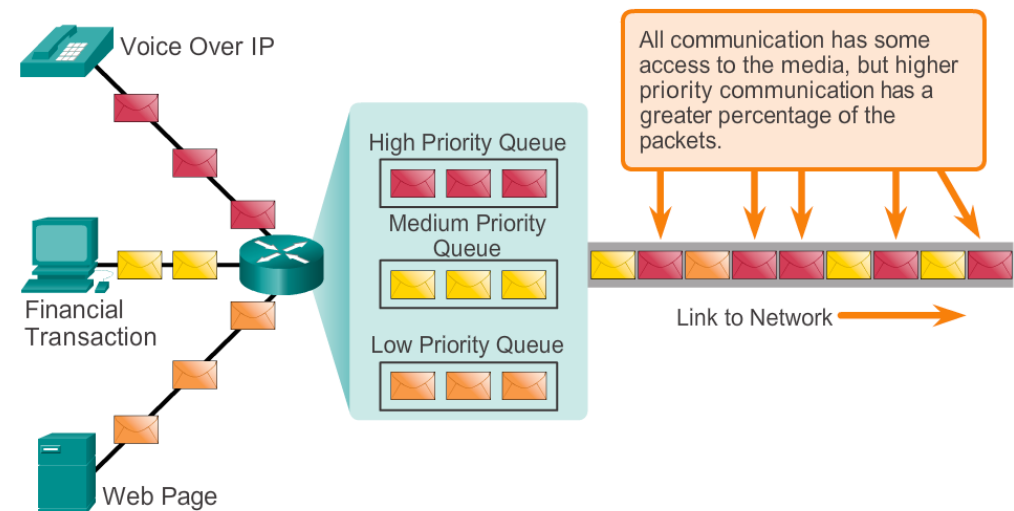 Voice Over IP
All communication has some
access to the media, but higher
priority communication has a
greater percentage of the
packets.
High Priority Queue
Medium Priority
Queue
Financial
Transaction
Link to Network
Low Priority Queue
Web Page